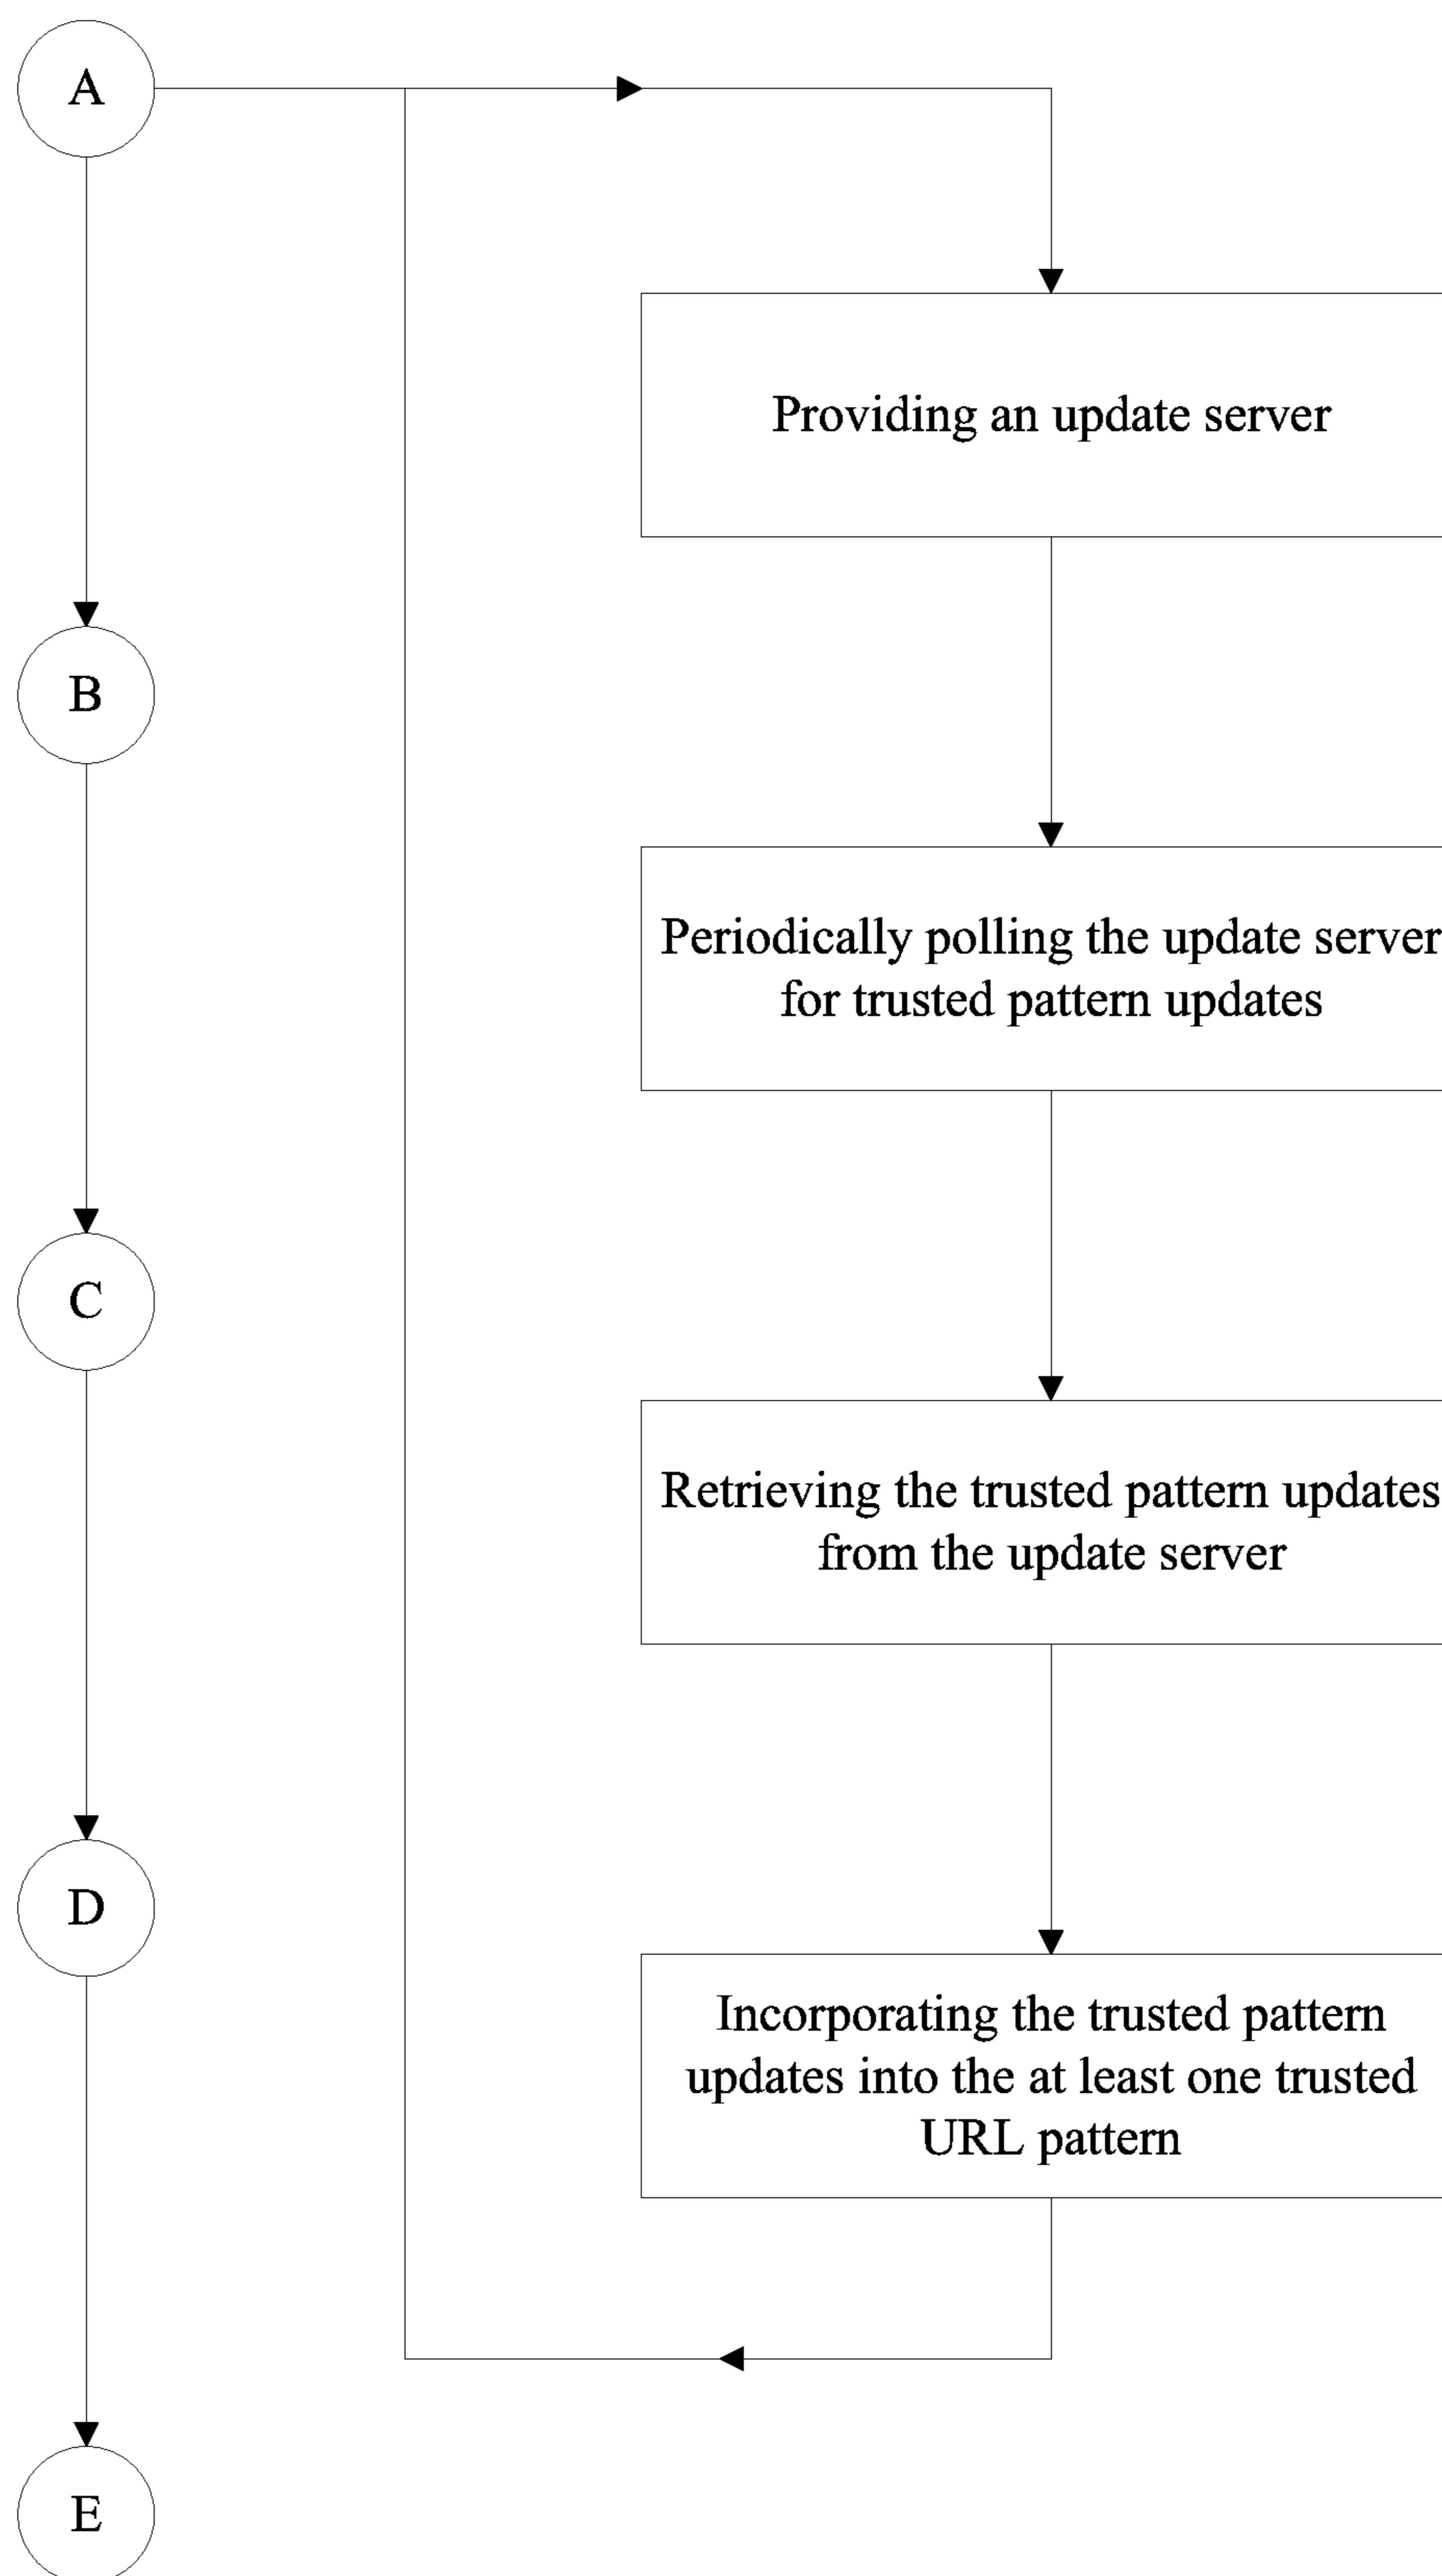 A
Providing an update server
B
Periodically polling the update server
for trusted pattern updates
C
Retrieving the trusted pattern updates
from the update server
D
Incorporating the trusted pattern
updates into the at least one trusted
URL pattern
E